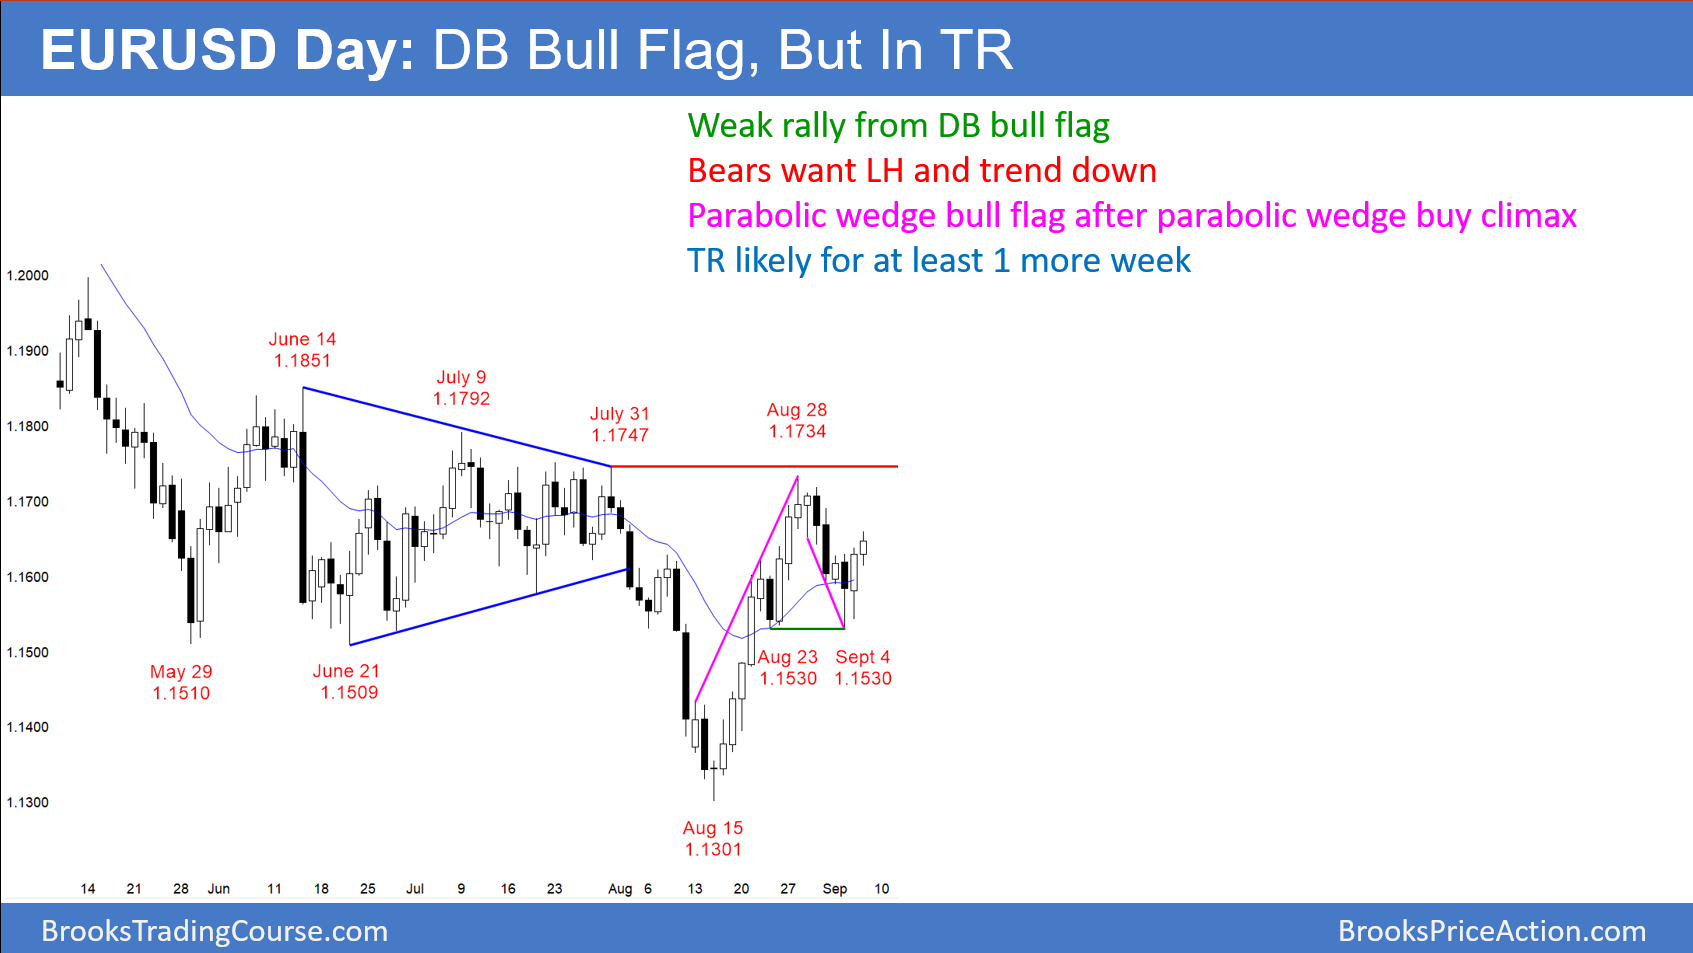 EURUSD Day: DB Bull Flag, But In TR
Weak rally from DB bull flag
Bears want LH and trend down
Parabolic wedge bull flag after parabolic wedge buy climax
TR likely for at least 1 more week
1.2000
1.1900
1.1800
1.1700
1.1600
1.1500
1.1400
1.1300
June 14
1.1851
July 9
1.1792
July 31
1.1747
Aug 28
1.1734
May 29
1.1510
June 21
1.1509
Aug 23
1.1530
Sept 4
1.1530
Aug 15
1.1301
14 21 28 Jun 11 18 25 Jul 9 16 23 Aug 6 13 20 27 Sep 10
BrooksTradingCourse.com
BrooksPriceAction.com